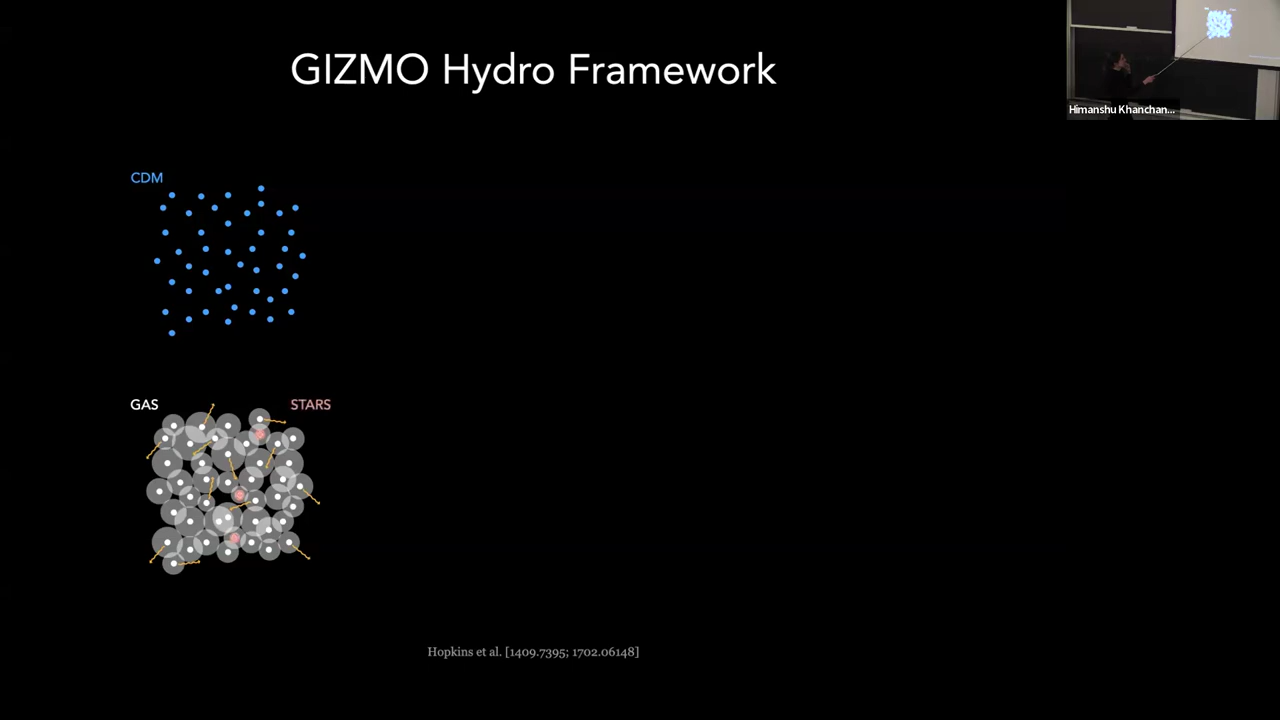 GIZMO Hydro Framework
Himanshu Khanchan...
CDM
GAS
STARS
Hopkins et al. [1409.7395; 1702.06148]